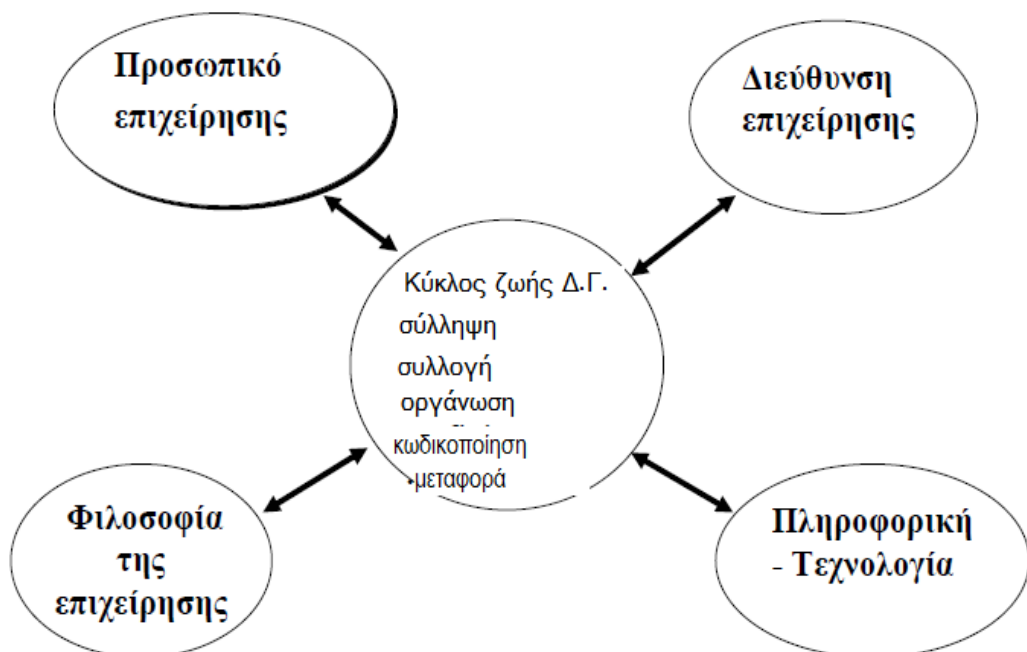 Προσωπικό
επιχείρησης
Διεύθυνση
επιχείρησης
Κύκλος ζωής Δ.Γ.
σύλληψη
συλλογή
οργάνωση
κωδικοποίηση
•μεταφορά
Φιλοσοφία
της
επιχείρησης
Πληροφορική
- Τεχνολογία